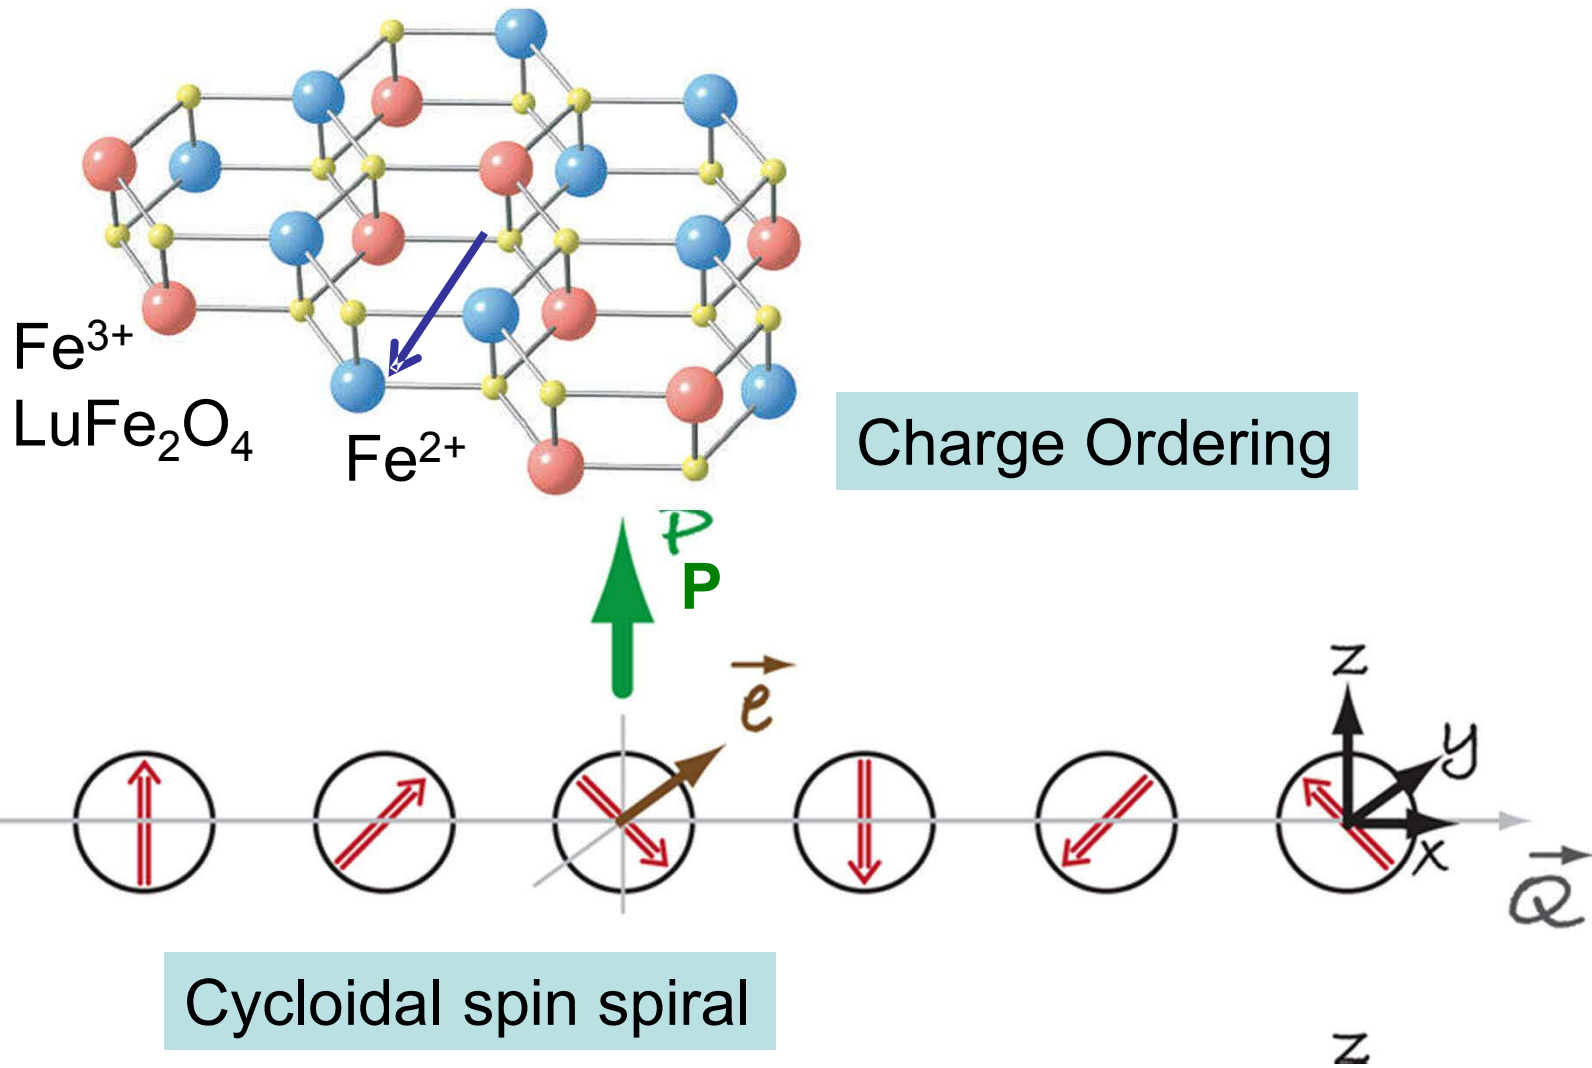 Fe³⁺
LuFe₂O₄
Fe²⁺
Charge Ordering
P
P
e
z
y
x
Q
Cycloidal spin spiral
z